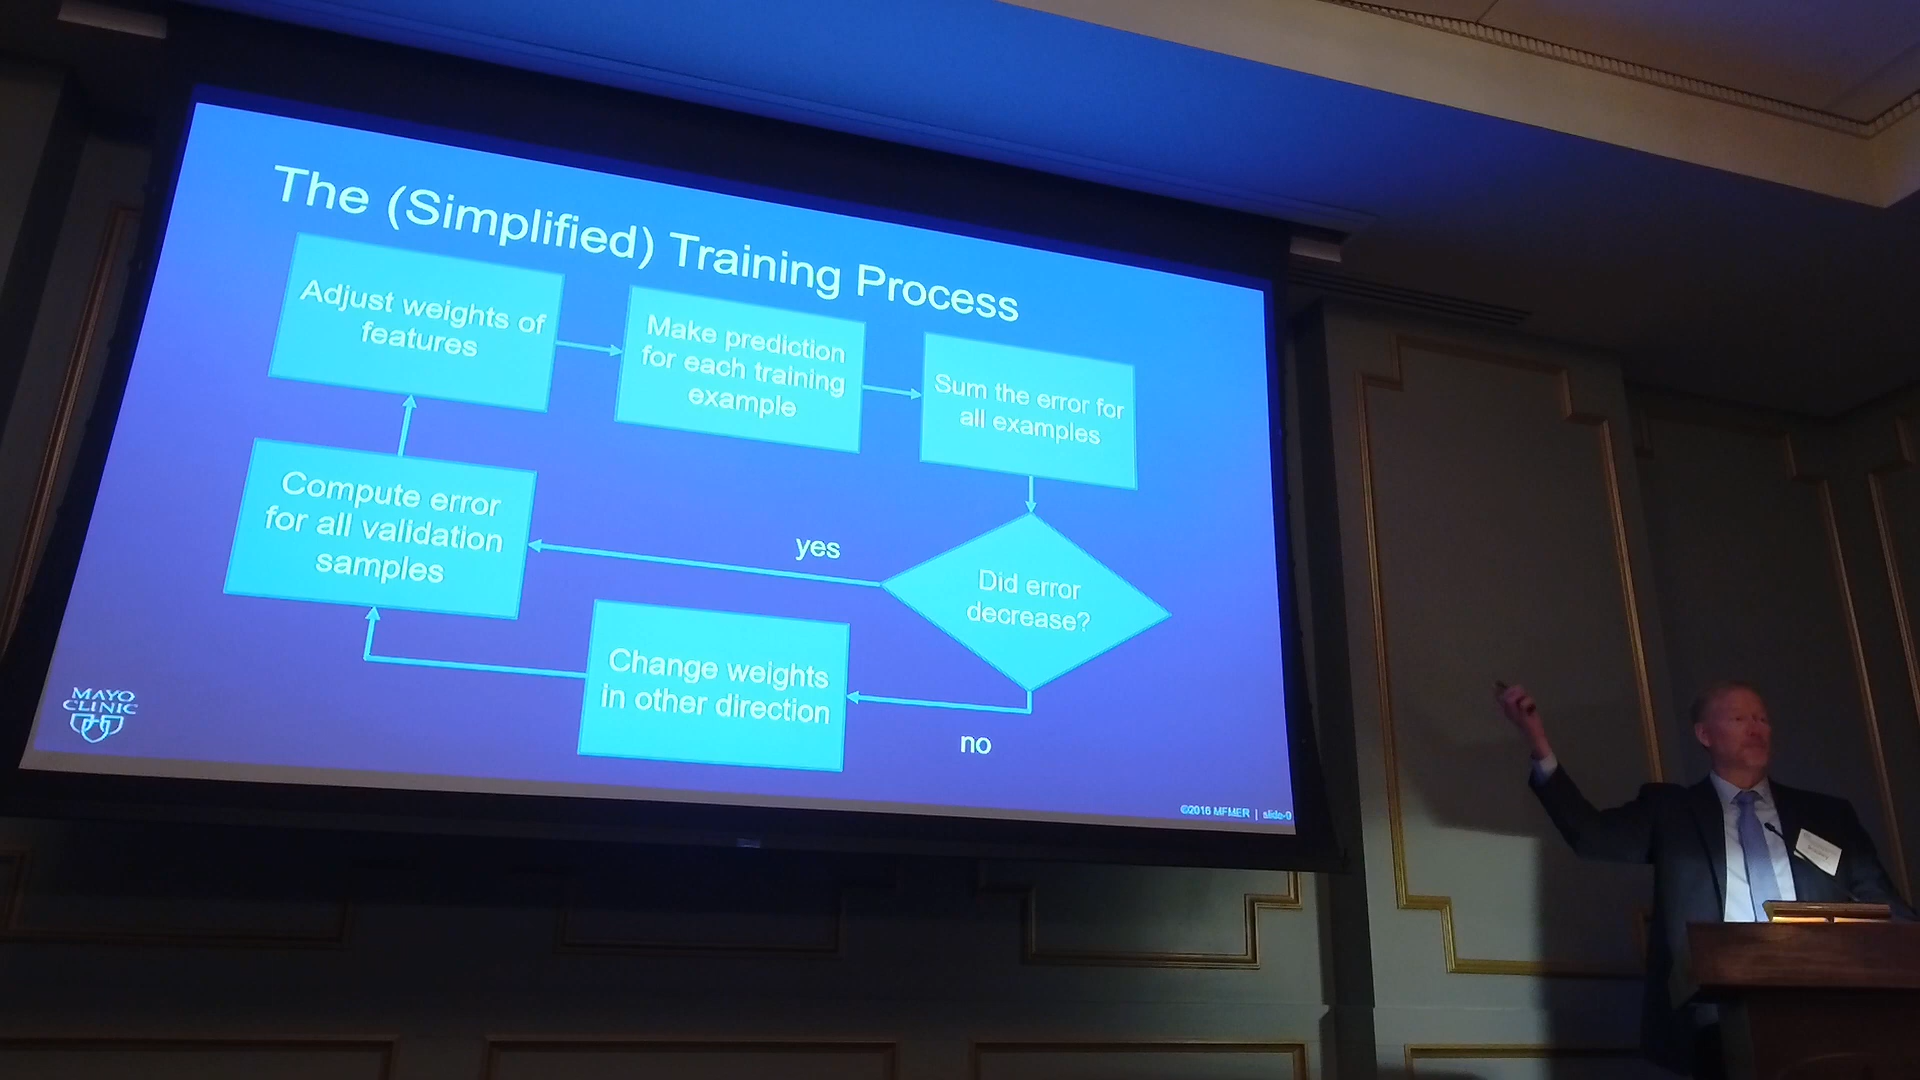 The (Simplified) Training Process
Adjust weights of
features
Make prediction
for each training
example
Sum the error for
all examples
Compute error
for all validation
samples
yes
Did error
decrease?
Change weights
in other direction
no
MAYO
CLINIC
©2016 MFMER | slide-0